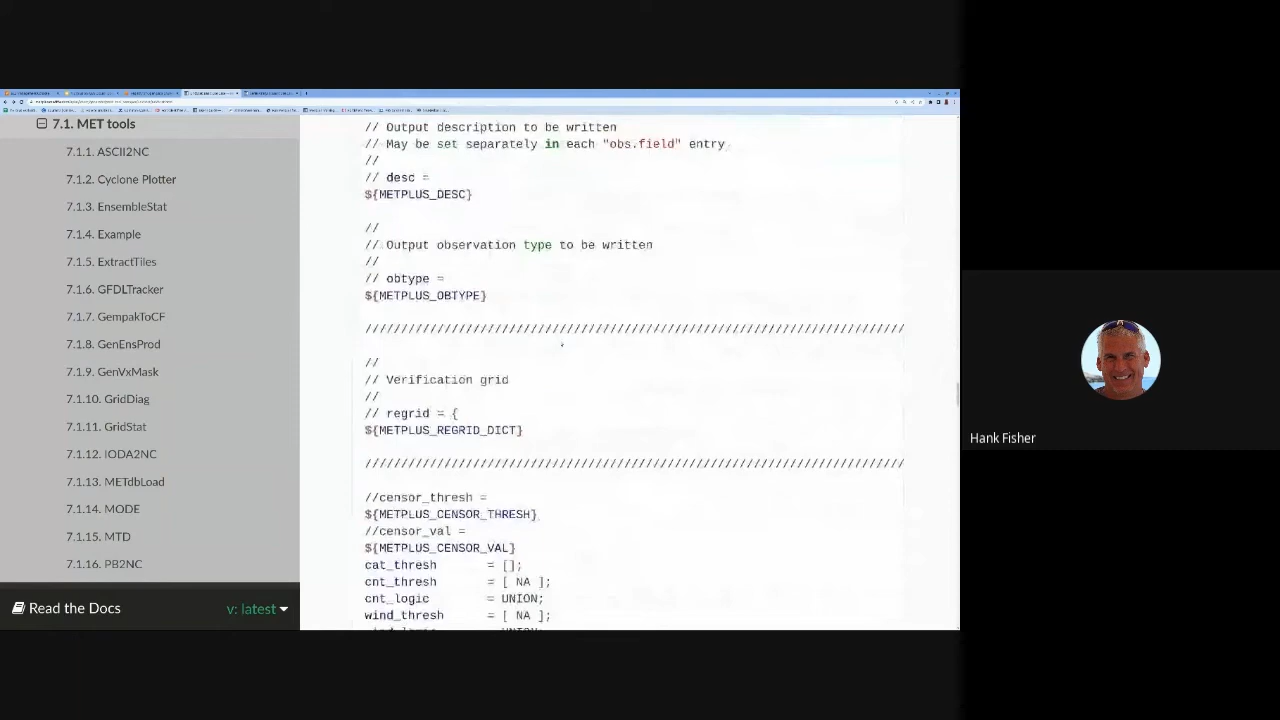 7.1. MET tools
7.1.1. ASCII2NC
7.1.2. Cyclone Plotter
7.1.3. EnsembleStat
7.1.4. Example
7.1.5. ExtractTiles
7.1.6. GFDLTracker
7.1.7. GempakToCF
7.1.8. GenEnsProd
7.1.9. GenVxMask
7.1.10. GridDiag
7.1.11. GridStat
7.1.12. IODA2NC
7.1.13. METdbLoad
7.1.14. MODE
7.1.15. MTD
7.1.16. PB2NC
Read the Docs
v: latest
// Output description to be written
// May be set separately in each "obs.field" entry
//
// desc =
${METPLUS_DESC}
//
// Output observation type to be written
//
// obtype =
${METPLUS_OBTYPE}
////////////////////////////////////////////////////////////////////////////////
//
// Verification grid
//
// regrid = {
${METPLUS_REGRID_DICT}
////////////////////////////////////////////////////////////////////////////////
//censor_thresh =
${METPLUS_CENSOR_THRESH}
//censor_val =
${METPLUS_CENSOR_VAL}
cat_thresh = [];
cnt_thresh = [ NA ];
cnt_logic = UNION;
wind_thresh = [ NA ];
Hank Fisher